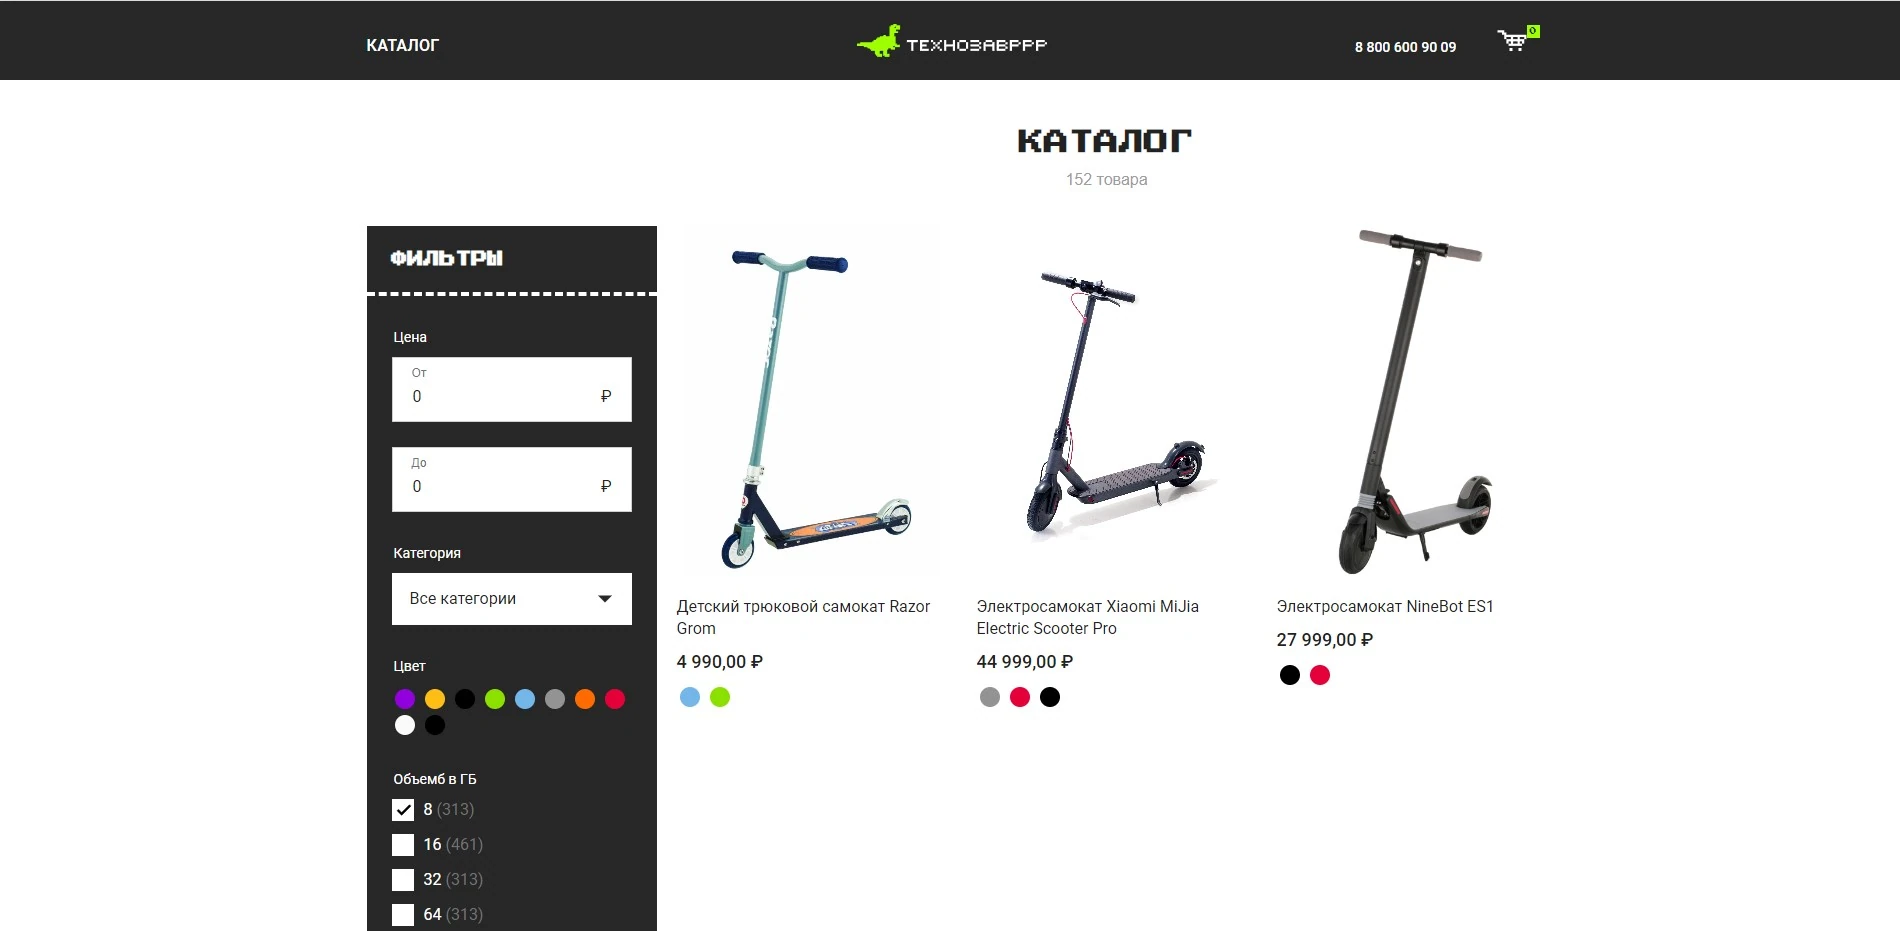 КАТАЛОГ
ТЕХНОЗАВРРР
8 800 600 90 09
0
КАТАЛОГ
152 товара
ФИЛЬТРЫ
Цена
От
0 ₽
До
0 ₽
Категория
Все категории
Цвет
Объемб в ГБ
8 (313)
16 (461)
32 (313)
64 (313)
Детский трюковой самокат Razor
Grom
4 990,00 ₽
Электросамокат Xiaomi MiJia
Electric Scooter Pro
44 999,00 ₽
Электросамокат NineBot ES1
27 999,00 ₽